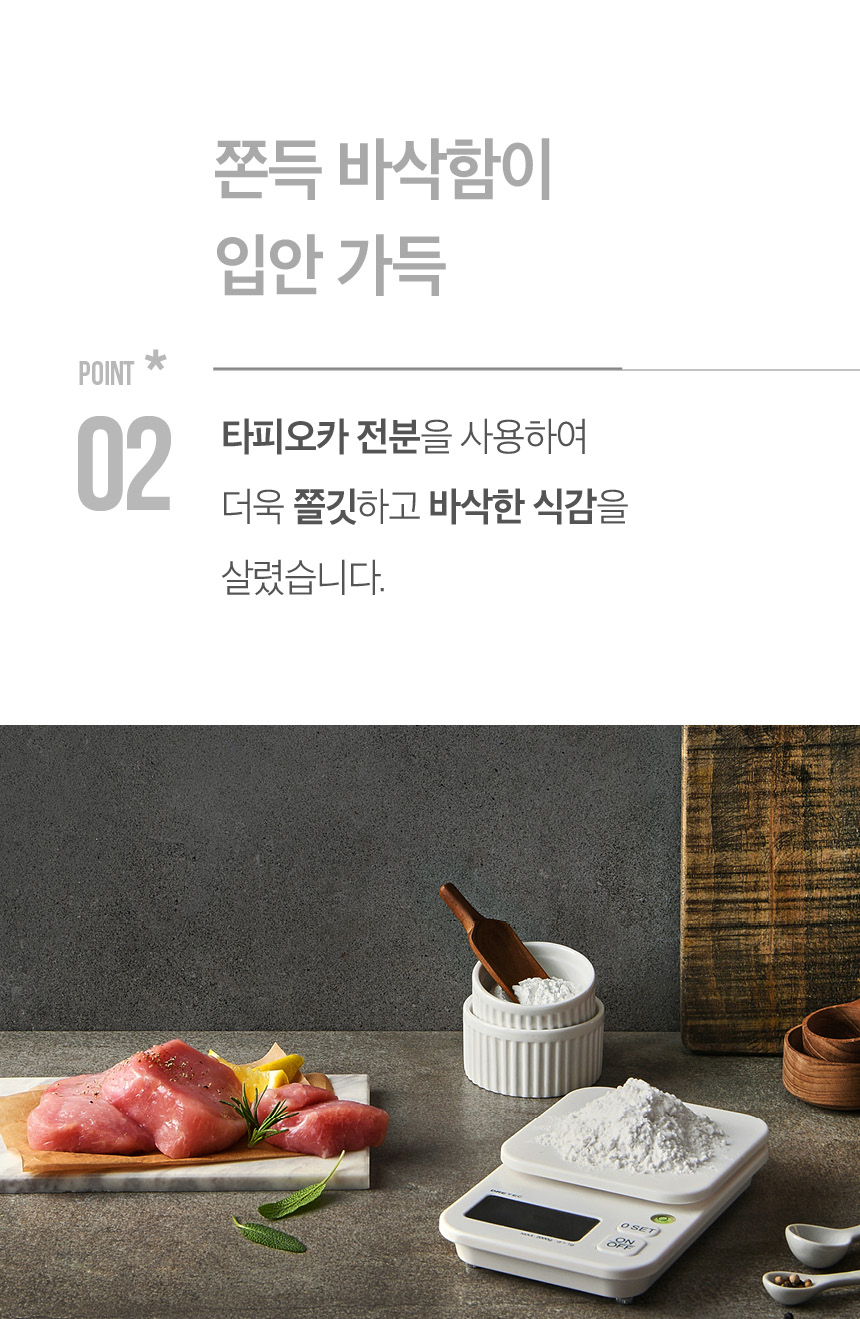 쫀득 바삭함이
입안 가득
POINT *
02
타피오카 전분을 사용하여
더욱 쫄깃하고 바삭한 식감을
살렸습니다.
DRETEC
0 SET
ON
OFF